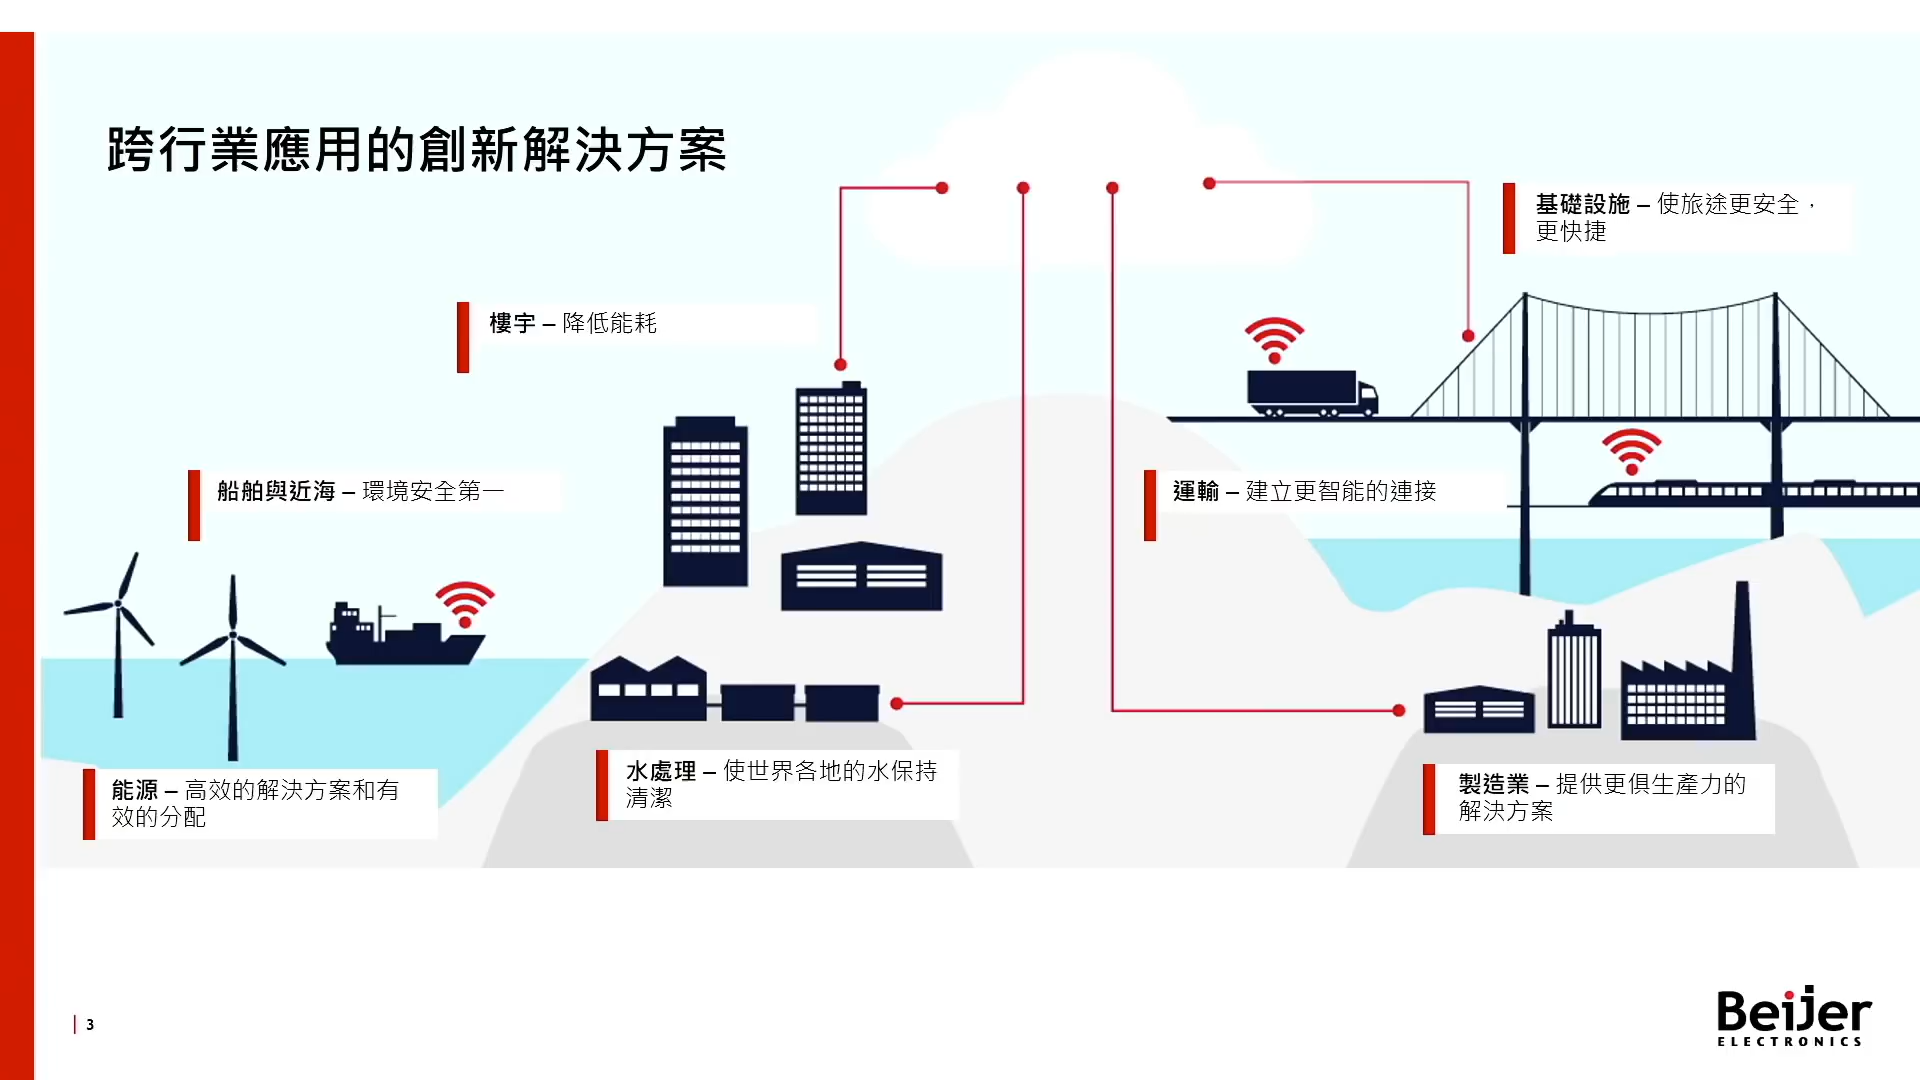 跨行業應用的創新解決方案
基礎設施 – 使旅途更安全，
更快捷
樓宇 – 降低能耗
船舶與近海 – 環境安全第一
運輸 – 建立更智能的連接
能源 – 高效的解決方案和有
效的分配
水處理 – 使世界各地的水保持
清潔
製造業 – 提供更俱生產力的
解決方案
3
Beijer
ELECTRONICS